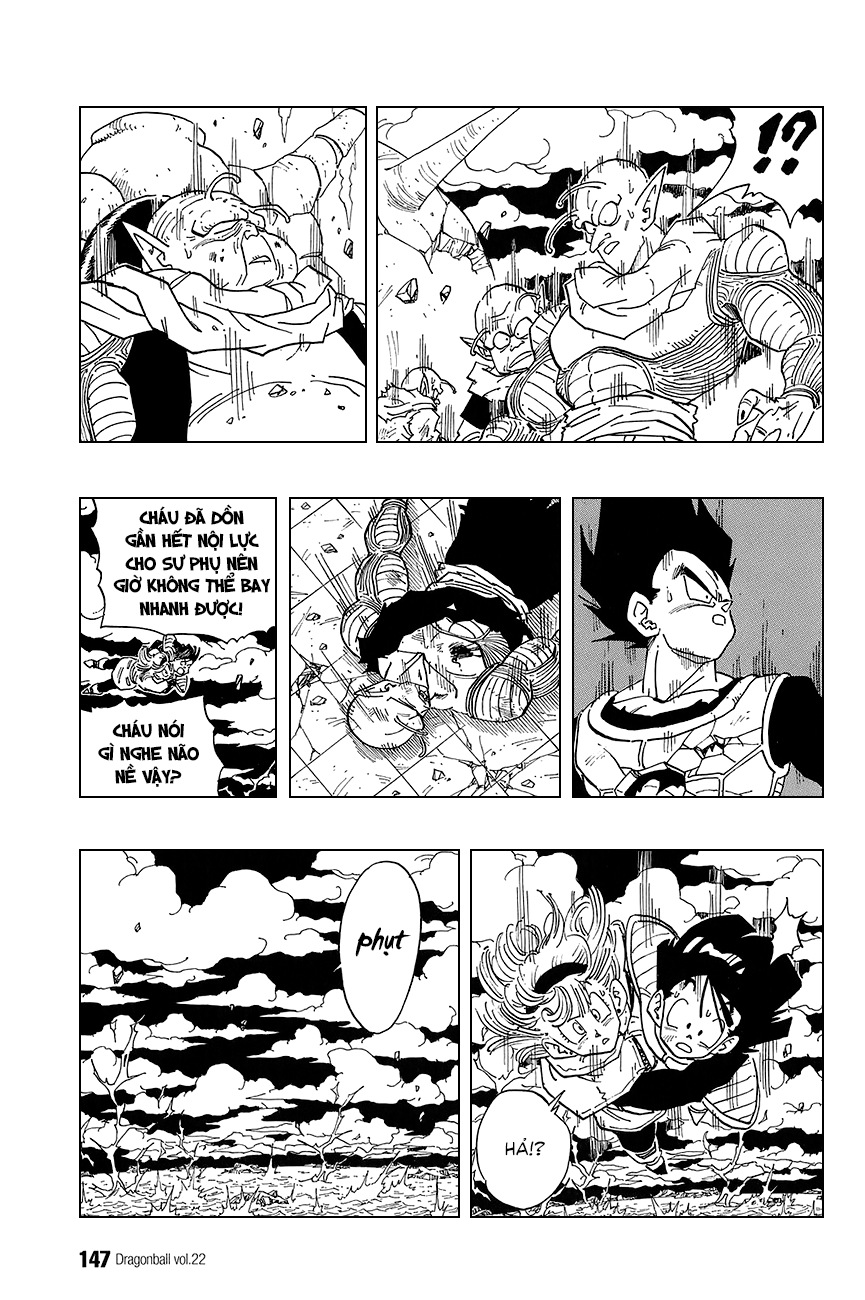 !?
CHÁU ĐÃ DỒN
GẦN HẾT NỘI LỰC
CHO SƯ PHỤ NÊN
GIỜ KHÔNG THỂ BAY
NHANH ĐƯỢC!
CHÁU NÓI
GÌ NGHE NÃO
NỀ VẬY?
HẢ!?
phụt
147 Dragonball vol.22